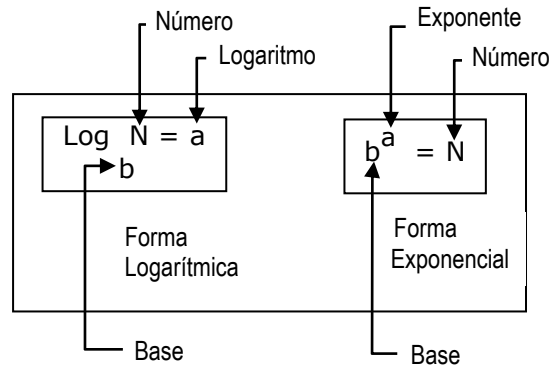 Número
Logaritmo
Exponente
Número
Log N = a
b
b^a = N
Forma
Logarítmica
Forma
Exponencial
Base
Base